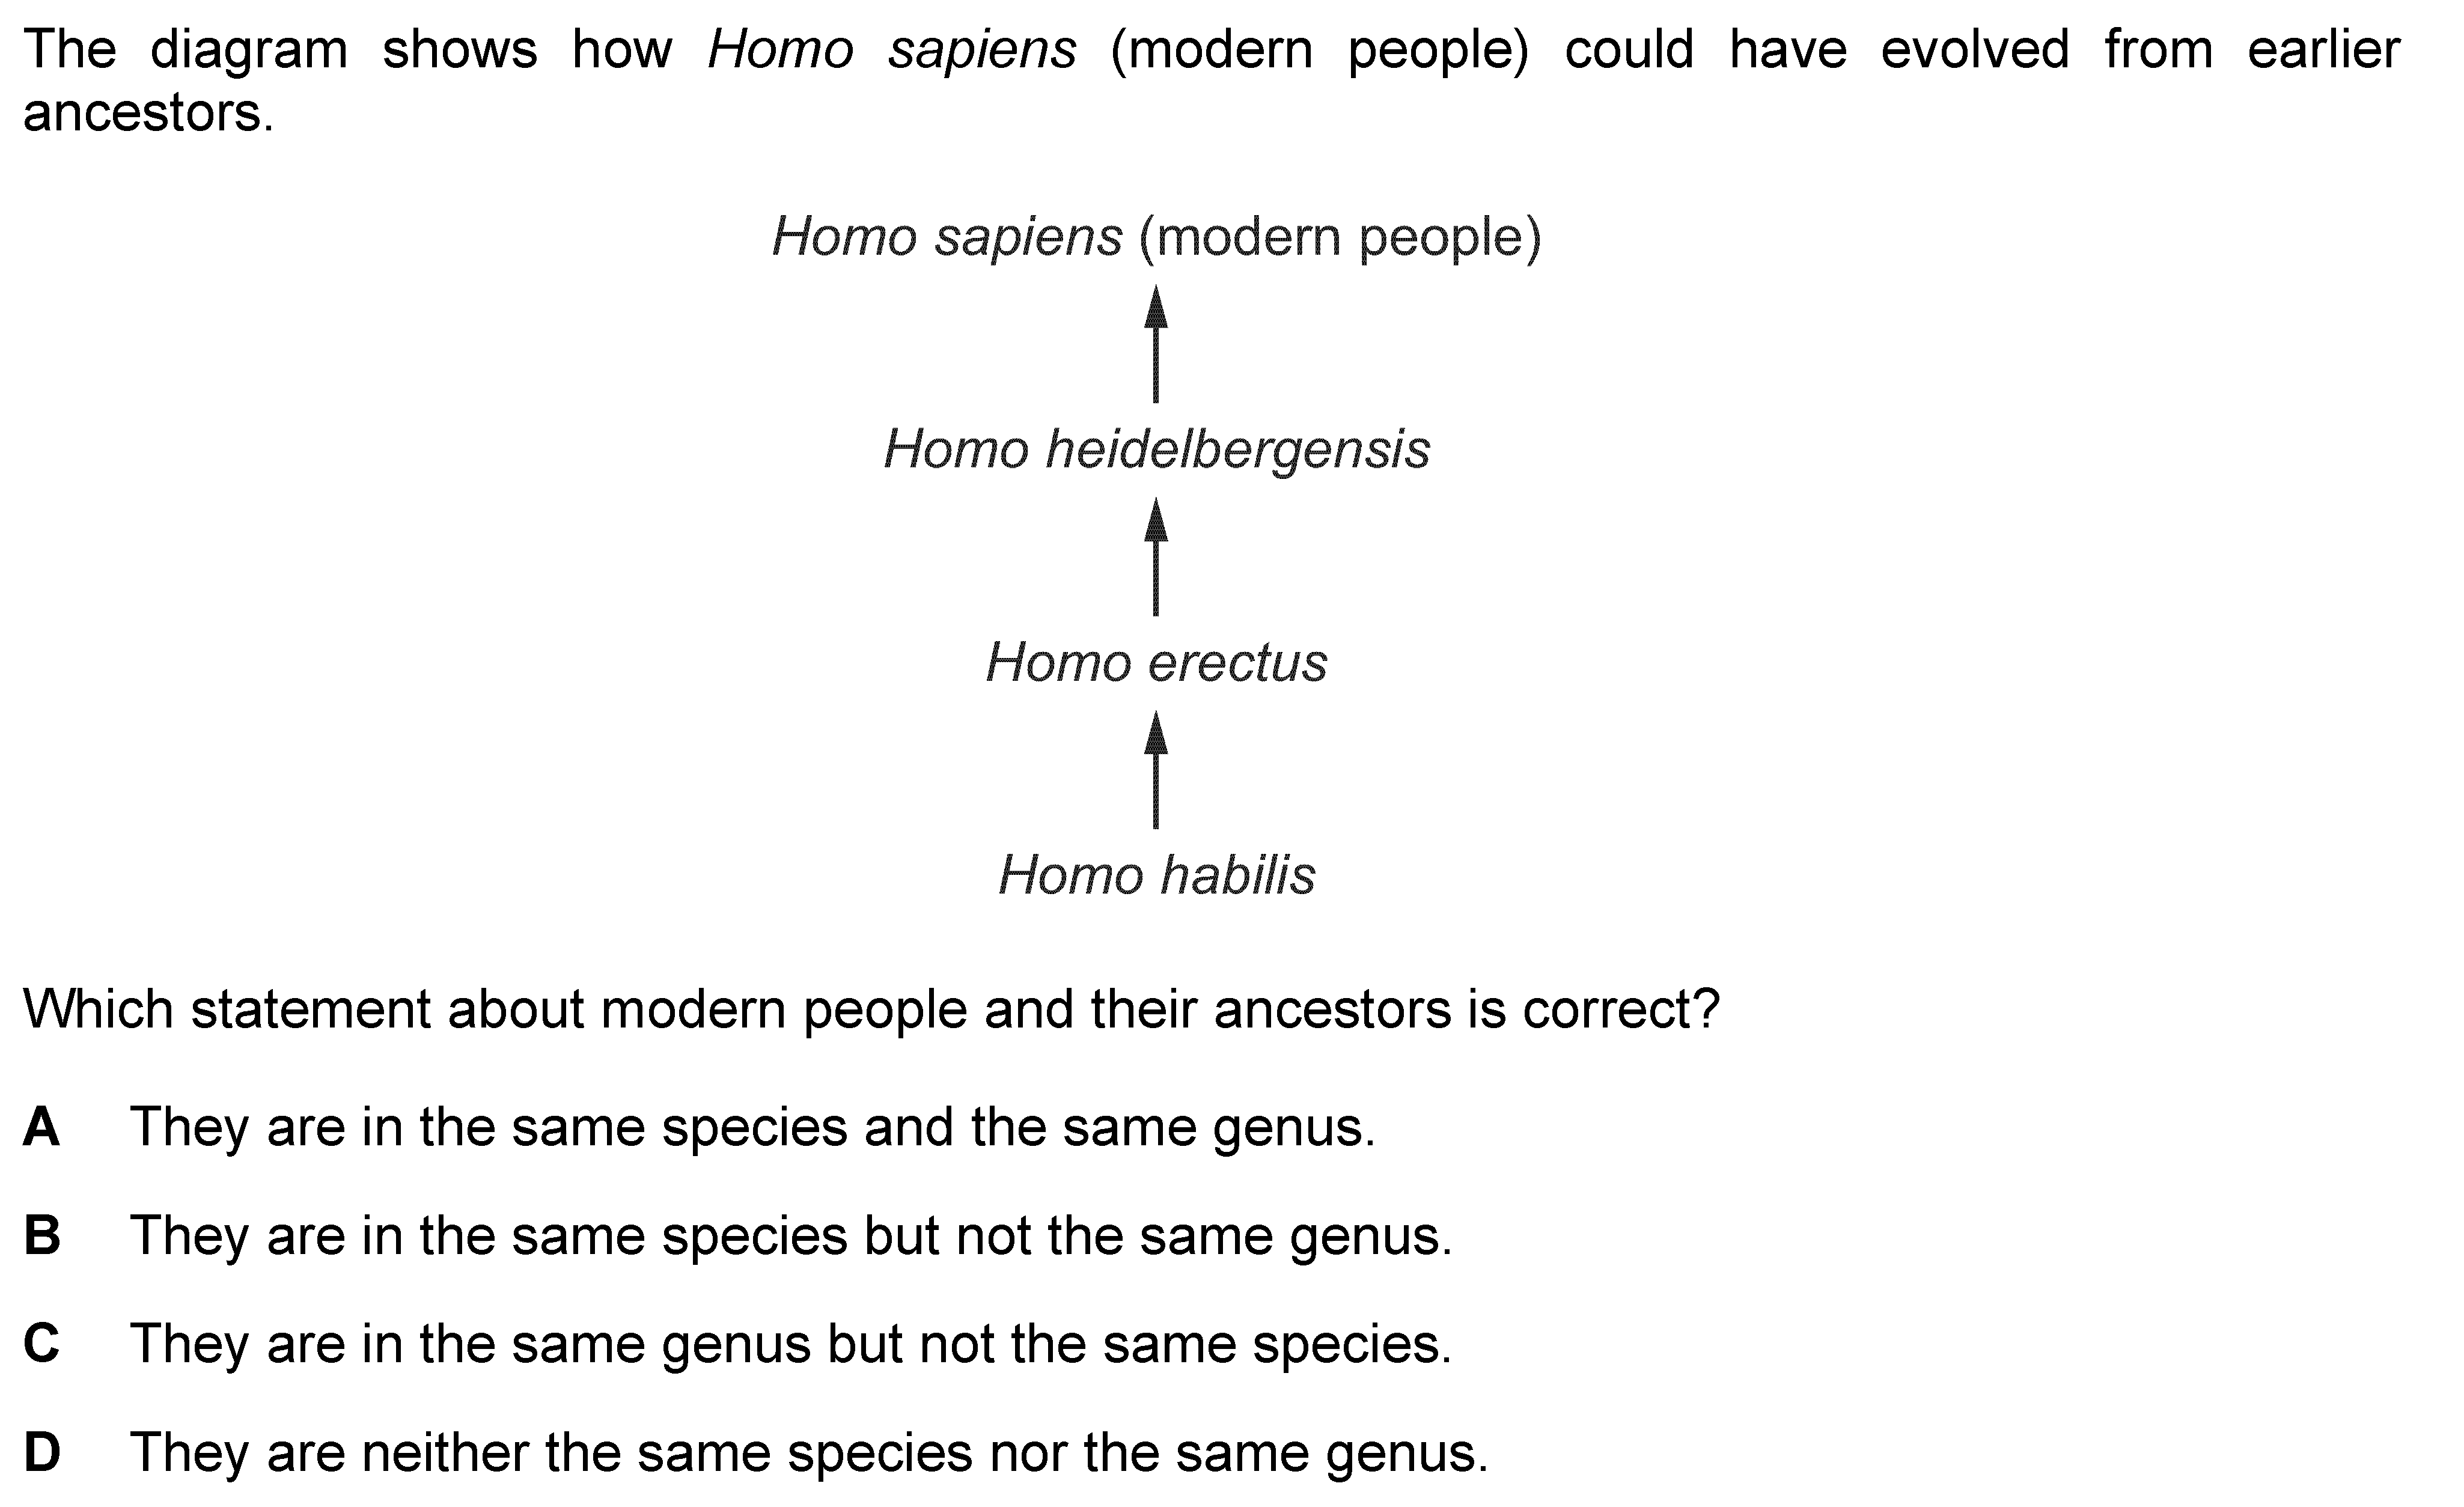 The diagram shows how Homo sapiens (modern people) could have evolved from earlier
ancestors.
Homo sapiens (modern people)
Homo heidelbergensis
Homo erectus
Homo habilis
Which statement about modern people and their ancestors is correct?
A They are in the same species and the same genus.
B They are in the same species but not the same genus.
C They are in the same genus but not the same species.
D They are neither the same species nor the same genus.